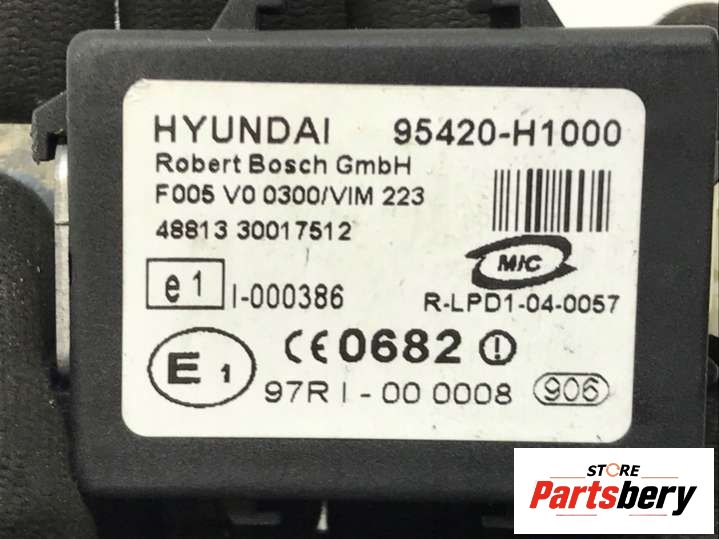 HYUNDAI 95420-H1000
Robert Bosch GmbH
F005 V0 0300/VIM 223
48813 30017512
MIC
e1 I-000386 R-LPD1-04-0057
CE0682
E1
97R I - 00 0008 906
STORE
Partsbery